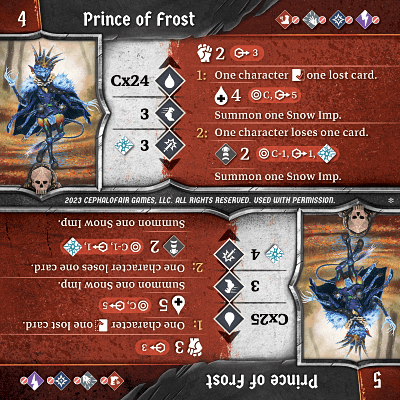 4 Prince of Frost
2 3
Cx24
1: One character one lost card.
4 C, 5
3
Summon one Snow Imp.
2: One character loses one card.
3
2 C-1, 1,
Summon one Snow Imp.
2023 CEPHALOFAIR GAMES, LLC. ALL RIGHTS RESERVED. USED WITH PERMISSION.
5 Prince of Frost
3 3
Cx25
1: One character one lost card.
5 C, 5
3
Summon one Snow Imp.
2: One character loses one card.
4
2 C-1, 1,
Summon one Snow Imp.